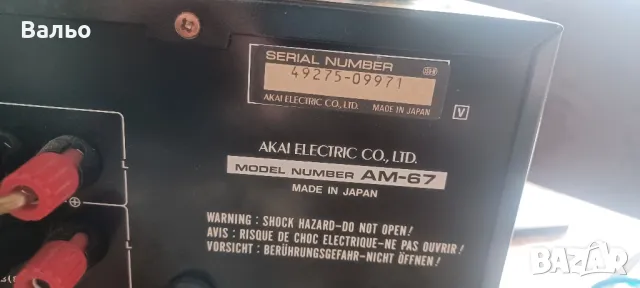 Вальо
SERIAL NUMBER
49275-09971
AKAI ELECTRIC CO., LTD. MADE IN JAPAN
V
AKAI ELECTRIC CO., LTD.
MODEL NUMBER AM-67
MADE IN JAPAN
WARNING : SHOCK HAZARD–DO NOT OPEN!
AVIS : RISQUE DE CHOC ELECTRIQUE–NE PAS OUVRIR!
VORSICHT : BERÜHRUNGSGEFAHR–NICHT ÖFFNEN!
L
L
БАЗАР
bg